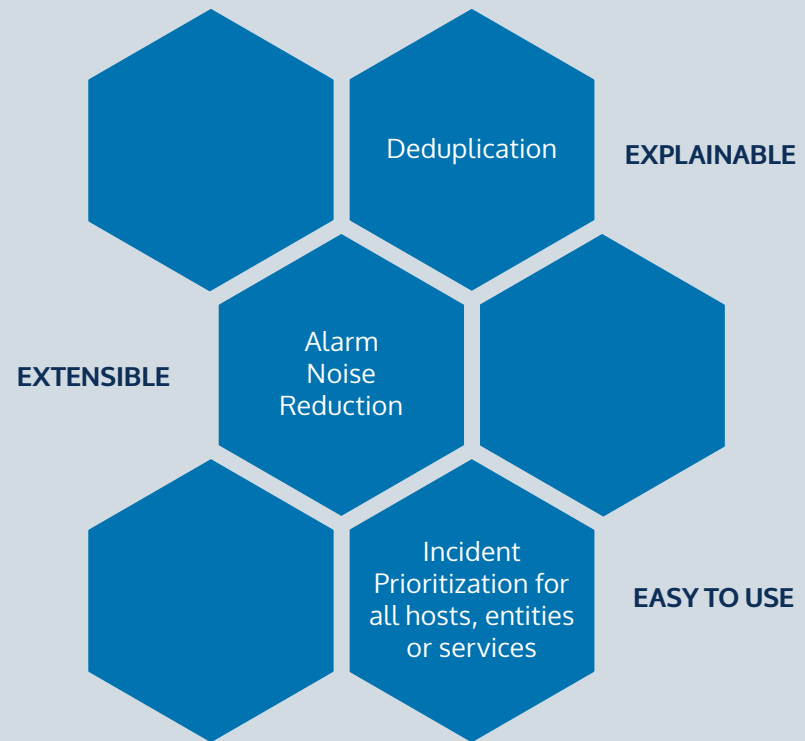 Deduplication
EXPLAINABLE
Alarm
Noise
Reduction
EXTENSIBLE
Incident
Prioritization for
all hosts, entities
or services
EASY TO USE